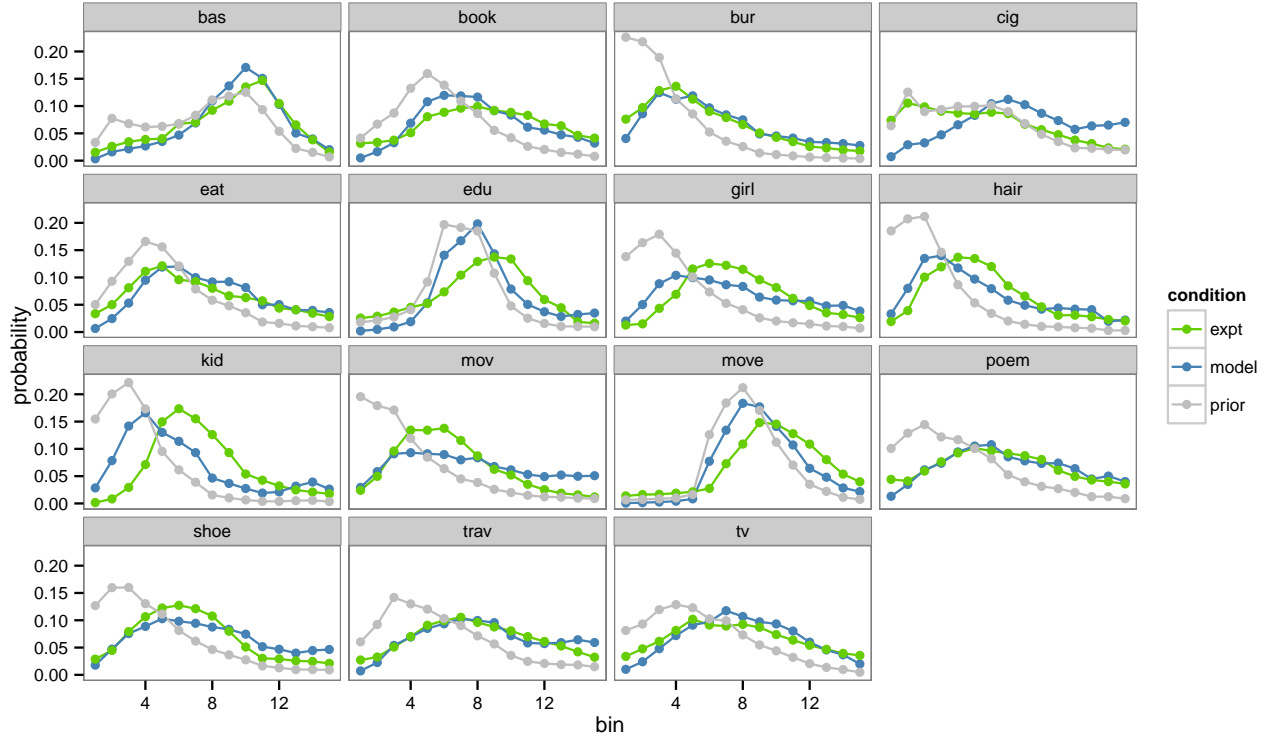 bas book bur cig
0.20
0.15
0.10
0.05
0.00
eat edu girl hair
0.20
0.15
0.10
0.05
0.00
kid mov move poem
0.20
0.15
0.10
0.05
0.00
shoe trav tv
0.20
0.15
0.10
0.05
0.00
4 8 12 4 8 12 4 8 12
bin
probability
condition
expt
model
prior